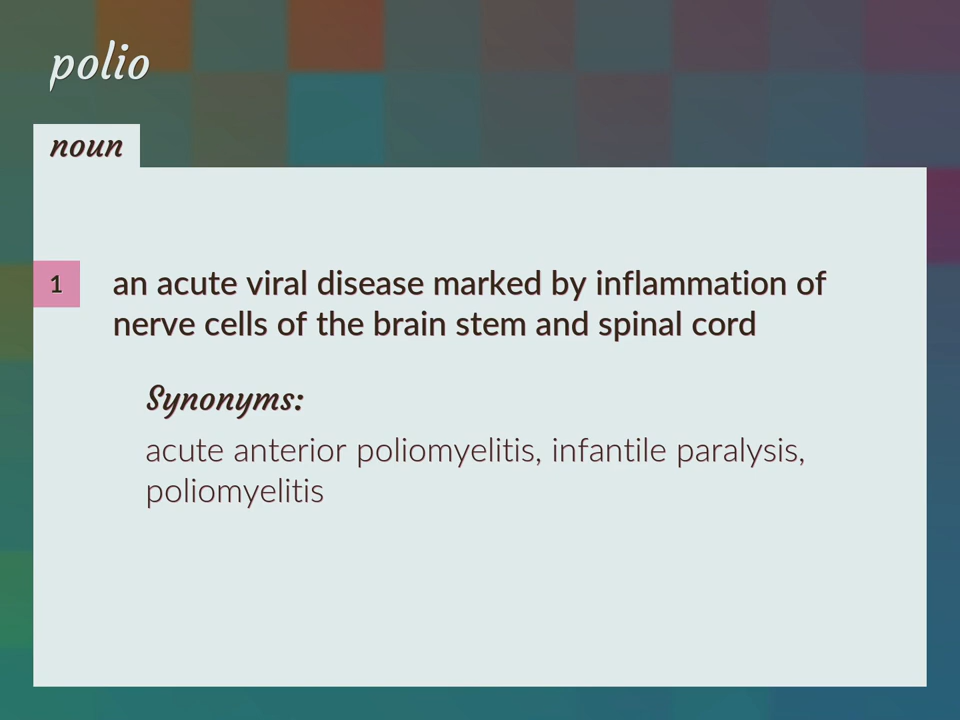 polio
noun
1
an acute viral disease marked by inflammation of
nerve cells of the brain stem and spinal cord
Synonyms:
acute anterior poliomyelitis, infantile paralysis,
poliomyelitis